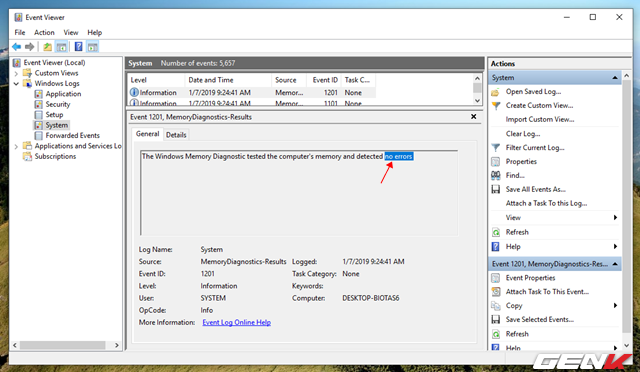 Event Viewer
File Action View Help
Event Viewer (Local)
Custom Views
Windows Logs
Application
Security
Setup
System
Forwarded Events
Applications and Services Lo
Subscriptions
System Number of events: 5,657
Level Date and Time Source Event ID Task C...
Information 1/7/2019 9:24:41 AM Memor... 1201 None
Information 1/7/2019 9:24:41 AM Memor... 1101 None
Event 1201, MemoryDiagnostics-Results
General Details
The Windows Memory Diagnostic tested the computer's memory and detected no errors
Log Name: System
Source: MemoryDiagnostics-Results Logged: 1/7/2019 9:24:41 AM
Event ID: 1201 Task Category: None
Level: Information Keywords:
User: SYSTEM Computer: DESKTOP-BIOTAS6
OpCode: Info
More Information: Event Log Online Help
Actions
System
Open Saved Log...
Create Custom View...
Import Custom View...
Clear Log...
Filter Current Log...
Properties
Find...
Save All Events As...
Attach a Task To this Log...
View
Refresh
Help
Event 1201, MemoryDiagnostics-Res...
Event Properties
Attach Task To This Event...
Copy
Save Selected Events...
Refresh
Help
GENK